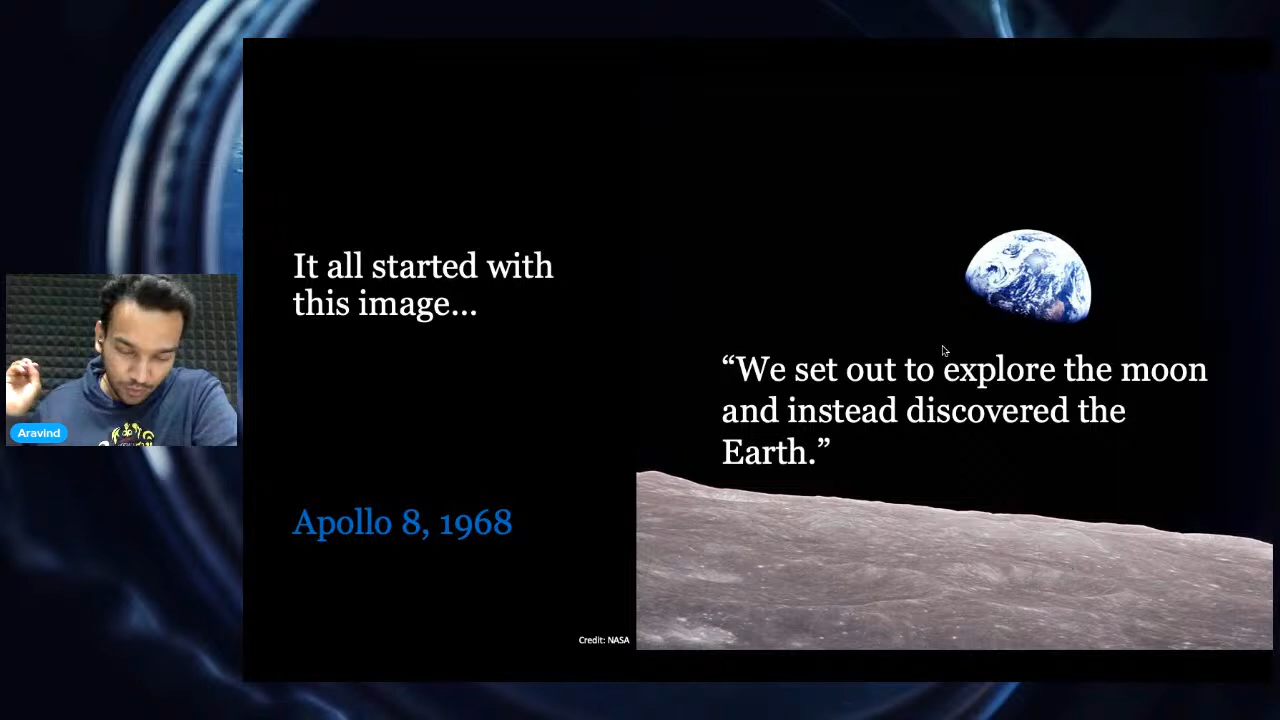 It all started with
this image...
“We set out to explore the moon
and instead discovered the
Earth.”
Aravind
Apollo 8, 1968
Credit: NASA